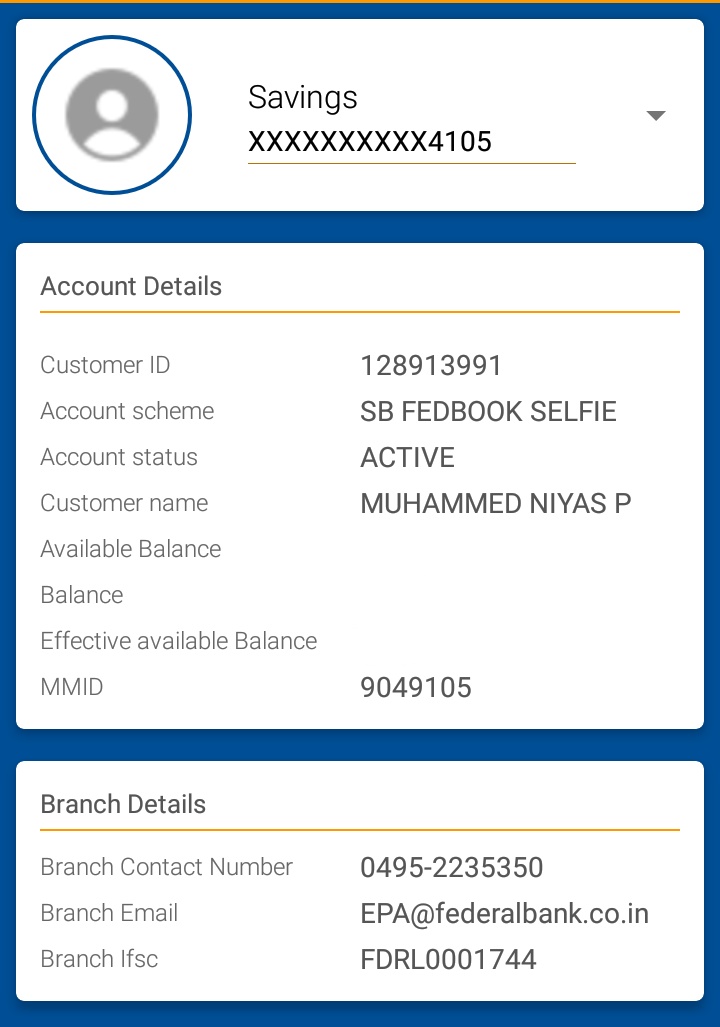 Savings
XXXXXXXXXX4105
Account Details
Customer ID 128913991
Account scheme SB FEDBOOK SELFIE
Account status ACTIVE
Customer name MUHAMMED NIYAS P
Available Balance
Balance
Effective available Balance
MMID 9049105
Branch Details
Branch Contact Number 0495-2235350
Branch Email EPA@federalbank.co.in
Branch Ifsc FDRL0001744